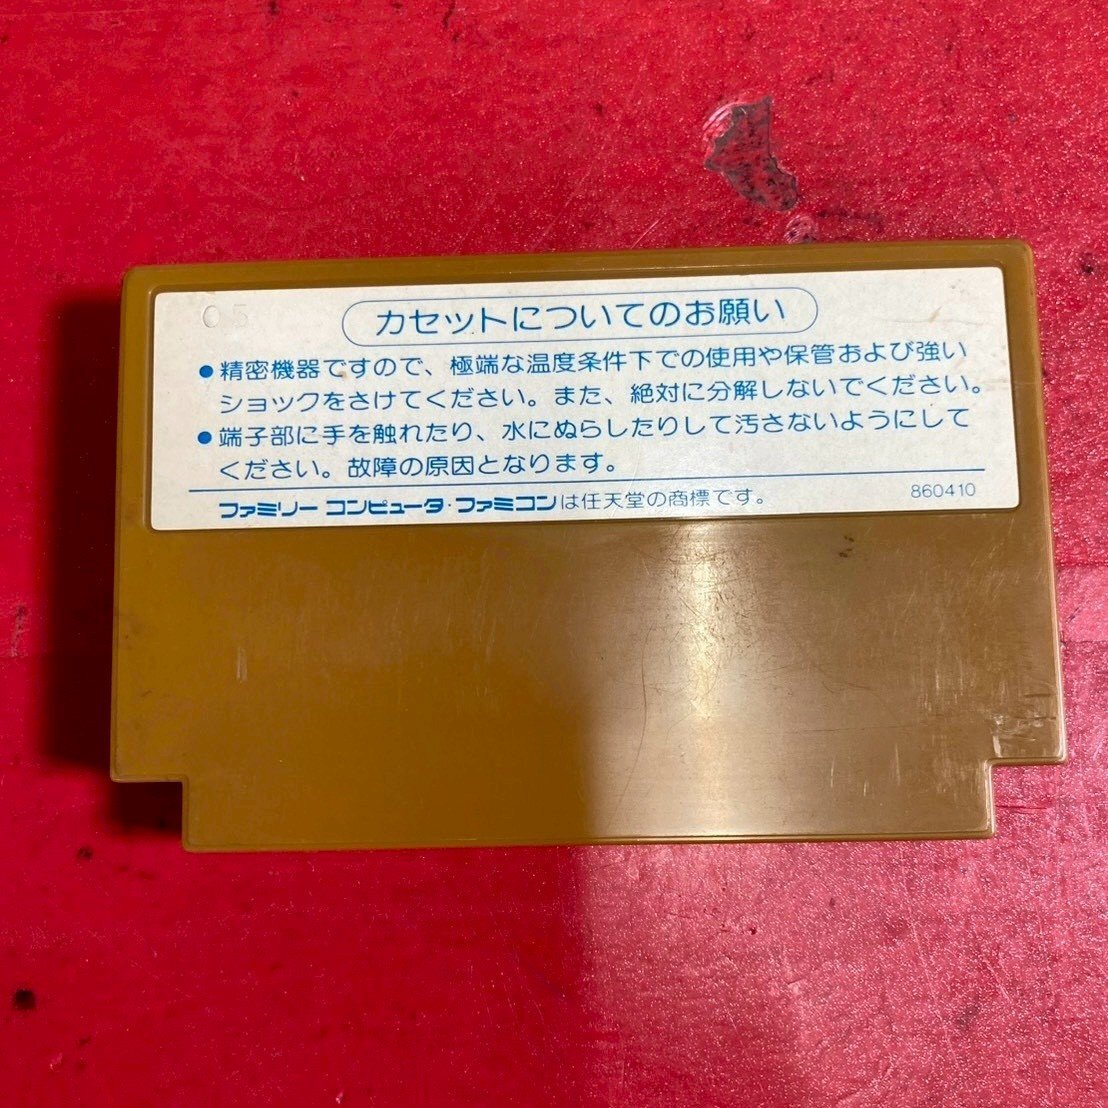 05
カセットについてのお願い
●精密機器ですので、極端な温度条件下での使用や保管および強い
ショックをさけてください。また、絶対に分解しないでください。
●端子部に手を触れたり、水にぬらしたりして汚さないようにして
ください。故障の原因となります。
ファミリー コンピュータ・ファミコンは任天堂の商標です。 860410